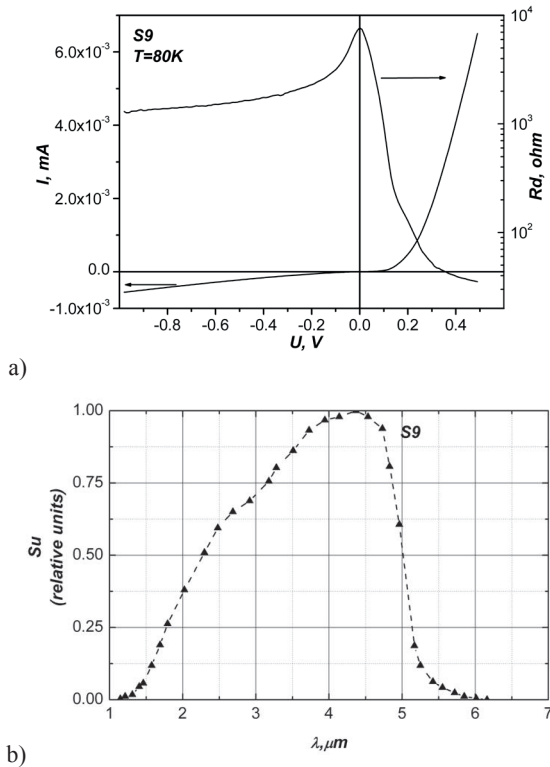 S9
T=80K
6.0x10⁻³
4.0x10⁻³
2.0x10⁻³
0.0
-1.0x10⁻³
I, mA
10⁴
10³
10²
Rd, ohm
-0.8 -0.6 -0.4 -0.2 0.0 0.2 0.4
U, V
a)
S9
1.00
0.75
0.50
0.25
0.00
Su
(relative units)
1 2 3 4 5 6 7
λ,μm
b)